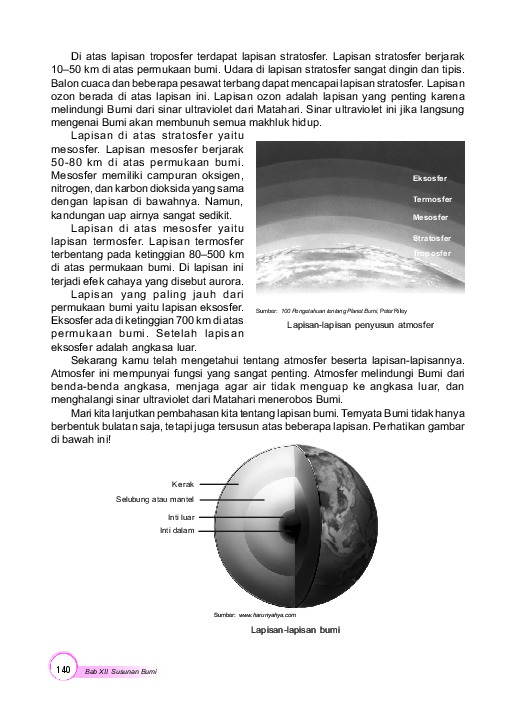 Di atas lapisan troposfer terdapat lapisan stratosfer. Lapisan stratosfer berjarak
10–50 km di atas permukaan bumi. Udara di lapisan stratosfer sangat dingin dan tipis.
Balon cuaca dan beberapa pesawat terbang dapat mencapai lapisan stratosfer. Lapisan
ozon berada di atas lapisan ini. Lapisan ozon adalah lapisan yang penting karena
melindungi Bumi dari sinar ultraviolet dari Matahari. Sinar ultraviolet ini jika langsung
mengenai Bumi akan membunuh semua makhluk hidup.
Lapisan di atas stratosfer yaitu
mesosfer. Lapisan mesosfer berjarak
50-80 km di atas permukaan bumi.
Mesosfer memiliki campuran oksigen,
nitrogen, dan karbon dioksida yang sama
dengan lapisan di bawahnya. Namun,
kandungan uap airnya sangat sedikit.
Lapisan di atas mesosfer yaitu
lapisan termosfer. Lapisan termosfer
terbentang pada ketinggian 80–500 km
di atas permukaan bumi. Di lapisan ini
terjadi efek cahaya yang disebut aurora.
Lapisan yang paling jauh dari
permukaan bumi yaitu lapisan eksosfer.
Eksosfer ada di ketinggian 700 km di atas
permukaan bumi. Setelah lapisan
eksosfer adalah angkasa luar.
Eksosfer
Termosfer
Mesosfer
Stratosfer
Troposfer
Sumber: 100 Pengetahuan tentang Planet Bumi, Peter Riley
Lapisan-lapisan penyusun atmosfer
Sekarang kamu telah mengetahui tentang atmosfer beserta lapisan-lapisannya.
Atmosfer ini mempunyai fungsi yang sangat penting. Atmosfer melindungi Bumi dari
benda-benda angkasa, menjaga agar air tidak menguap ke angkasa luar, dan
menghalangi sinar ultraviolet dari Matahari menerobos Bumi.
Mari kita lanjutkan pembahasan kita tentang lapisan bumi. Ternyata Bumi tidak hanya
berbentuk bulatan saja, tetapi juga tersusun atas beberapa lapisan. Perhatikan gambar
di bawah ini!
Kerak
Selubung atau mantel
Inti luar
Inti dalam
Sumber: www.harunyahya.com
Lapisan-lapisan bumi
140 Bab XII Susunan Bumi